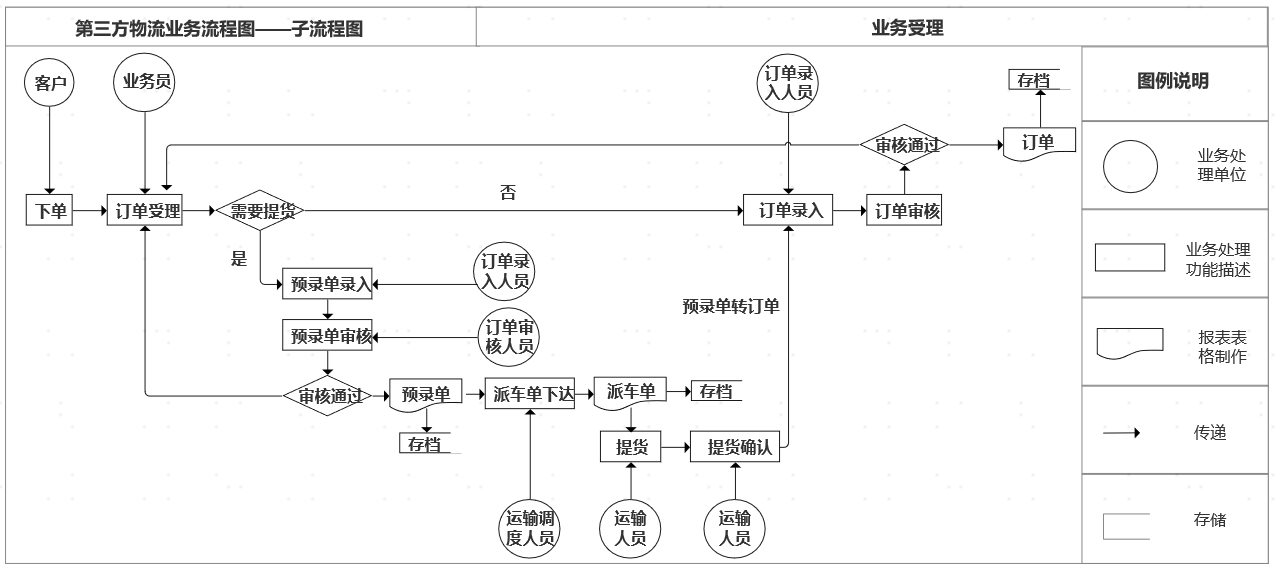 第三方物流业务流程图——子流程图
业务受理
客户
业务员
订单录
入人员
存档
图例说明
审核通过
订单
业务处
理单位
下单
订单受理
需要提货
否
订单录入
订单审核
是
订单录
入人员
业务处理
功能描述
预录单录入
预录单转订单
预录单审核
订单审
核人员
报表表
格制作
审核通过
预录单
派车单下达
派车单
存档
存档
提货
提货确认
传递
运输调
度人员
运输
人员
运输
人员
存储